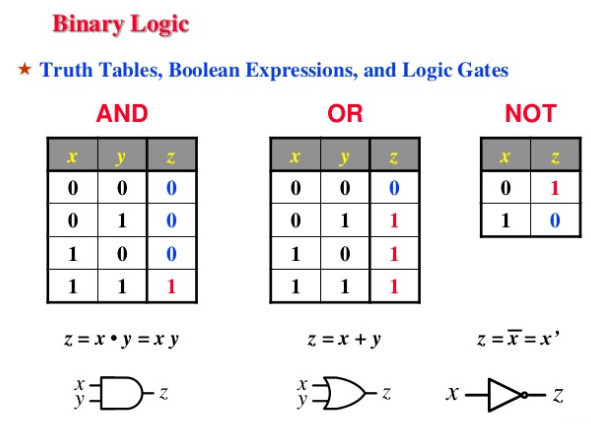 Binary Logic
★ Truth Tables, Boolean Expressions, and Logic Gates
AND OR NOT
x y z x y z x z
0 0 0 0 0 0 0 1
0 1 0 0 1 1 1 0
1 0 0 1 0 1
1 1 1 1 1 1
z = x • y = x y z = x + y z = x̅ = x’
x y z x y z x z